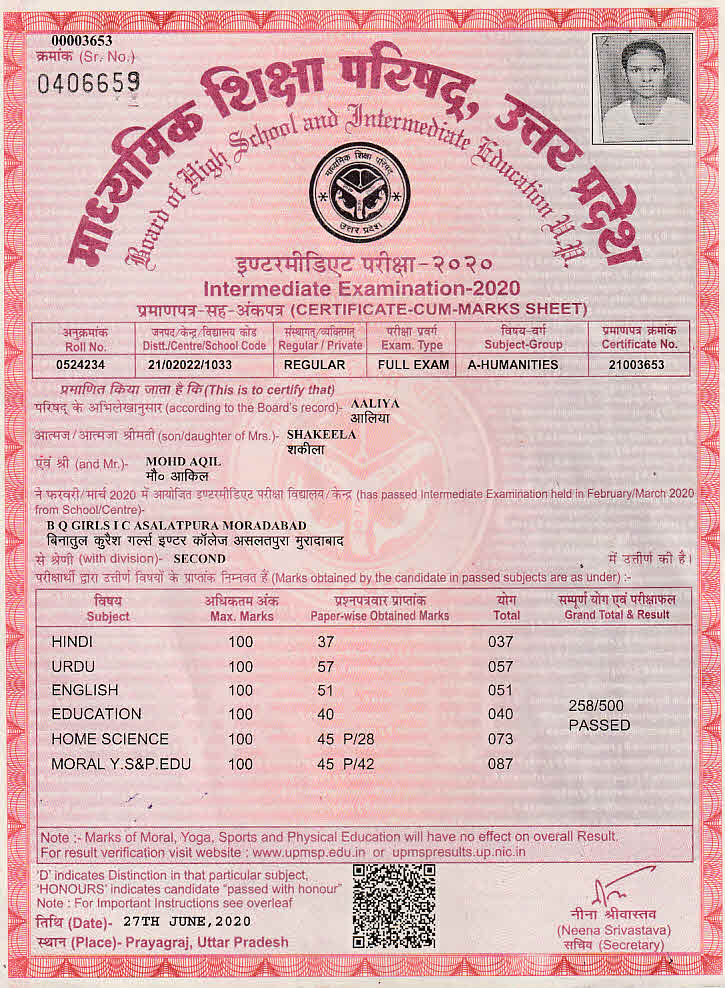 00003653
क्रमांक (Sr. No.)
0406659
माध्यमिक शिक्षा परिषद्, उत्तर प्रदेश
Board of High School and Intermediate Education U.P.
माध्यमिक शिक्षा परिषद्
उत्तर प्रदेश
इण्टरमीडिएट परीक्षा-२०२०
Intermediate Examination-2020
प्रमाणपत्र-सह-अंकपत्र (CERTIFICATE-CUM-MARKS SHEET)
अनुक्रमांक जनपद/केन्द्र/विद्यालय कोड संस्थागत/व्यक्तिगत परीक्षा प्रवर्ग विषय-वर्ग प्रमाणपत्र क्रमांक
Roll No. Distt./Centre/School Code Regular / Private Exam. Type Subject-Group Certificate No.
0524234 21/02022/1033 REGULAR FULL EXAM A-HUMANITIES 21003653
प्रमाणित किया जाता है कि (This is to certify that)
परिषद् के अभिलेखानुसार (according to the Board's record)- AALIYA
आलिया
आत्मज/आत्मजा श्रीमती (son/daughter of Mrs.)- SHAKEELA
शकीला
एंवं श्री (and Mr.)- MOHD AQIL
मौ० आकिल
ने फरवरी/मार्च 2020 में आयोजित इण्टरमीडिएट परीक्षा विद्यालय/केन्द्र (has passed Intermediate Examination held in February/March 2020
from School/Centre)-
B Q GIRLS I C ASALATPURA MORADABAD
बिनातुल कुरैश गर्ल्स इण्टर कॉलेज असलतपुरा मुरादाबाद
से श्रेणी (with division)- SECOND में उत्तीर्ण की है।
परीक्षार्थी द्वारा उत्तीर्ण विषयों के प्राप्तांक निम्नवत हैं (Marks obtained by the candidate in passed subjects are as under) :-
विषय अधिकतम अंक प्रश्नपत्रवार प्राप्तांक योग सम्पूर्ण योग एवं परीक्षाफल
Subject Max. Marks Paper-wise Obtained Marks Total Grand Total & Result
HINDI 100 37 037
URDU 100 57 057
ENGLISH 100 51 051
258/500
EDUCATION 100 40 040
PASSED
HOME SCIENCE 100 45 P/28 073
MORAL Y.S&P.EDU 100 45 P/42 087
Note :- Marks of Moral, Yoga, Sports and Physical Education will have no effect on overall Result.
For result verification visit website : www.upmsp.edu.in or upmspresults.up.nic.in
'D' indicates Distinction in that particular subject,
'HONOURS' indicates candidate "passed with honour"
Note : For Important Instructions see overleaf
तिथि (Date)- 27TH JUNE,2020
स्थान (Place)- Prayagraj, Uttar Pradesh
नीना श्रीवास्तव
(Neena Srivastava)
सचिव (Secretary)